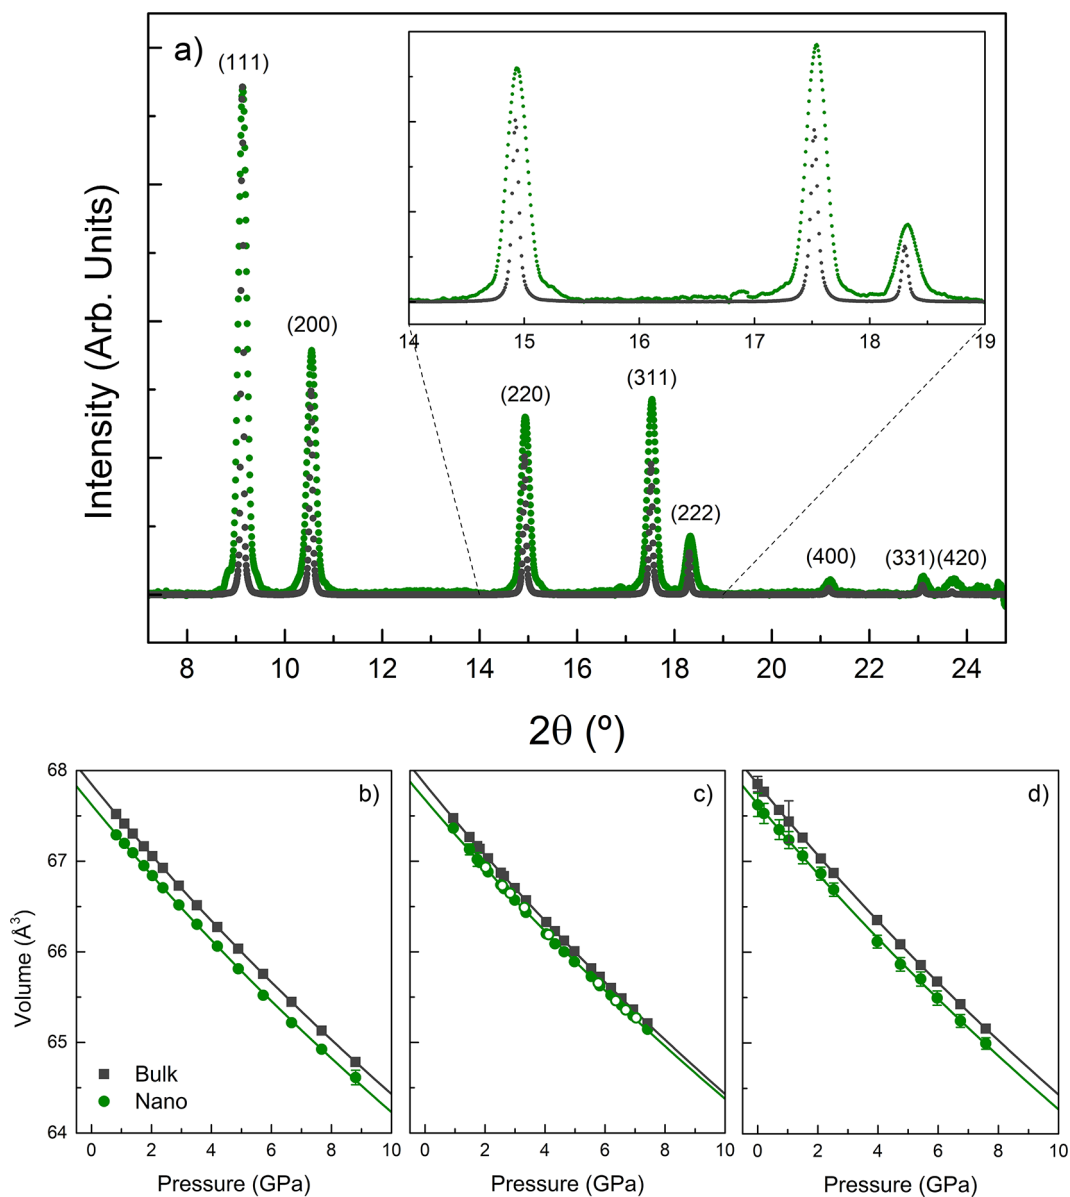 a)
(111)
(200)
(220)
(311)
(222)
(400)
(331)
(420)
14 15 16 17 18 19
Intensity (Arb. Units)
8 10 12 14 16 18 20 22 24
2θ (º)
b)
c)
d)
68
67
66
65
64
Volume (Å³)
Bulk
Nano
0 2 4 6 8 10
0 2 4 6 8 10
0 2 4 6 8 10
Pressure (GPa)
Pressure (GPa)
Pressure (GPa)